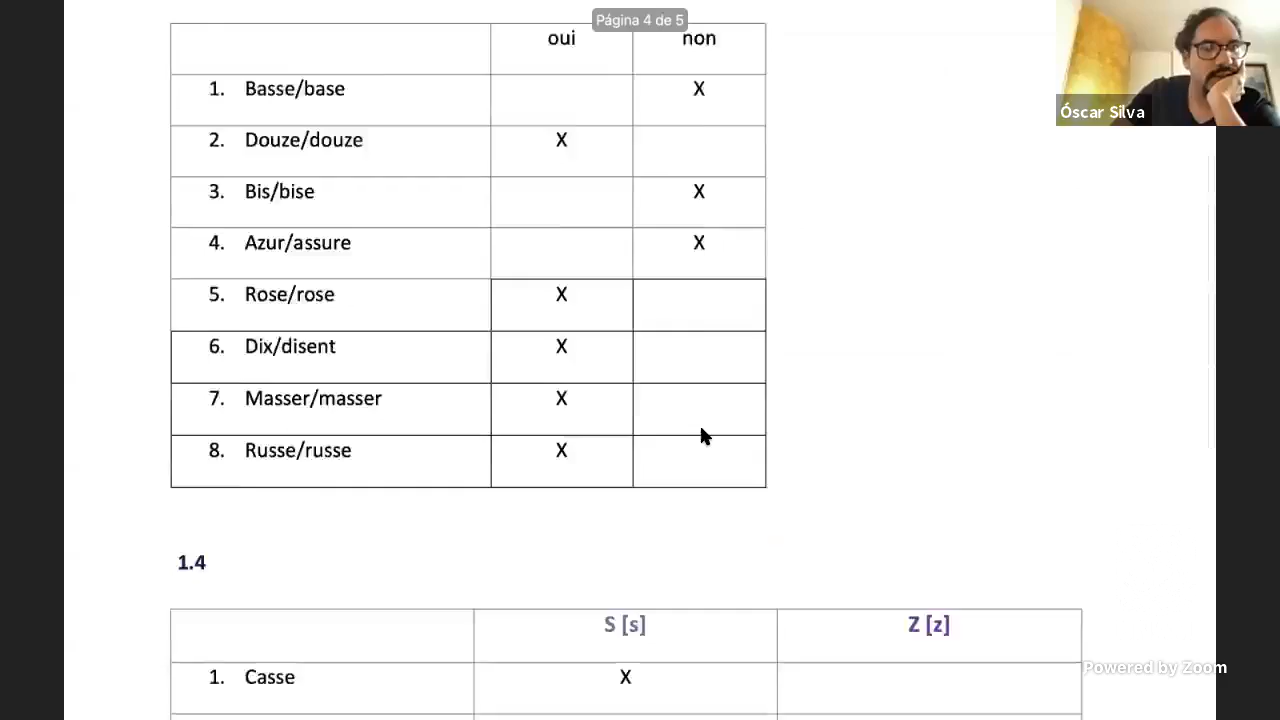 Página 4 de 5
oui non
1. Basse/base X
2. Douze/douze X
3. Bis/bise X
4. Azur/assure X
5. Rose/rose X
6. Dix/disent X
7. Masser/masser X
8. Russe/russe X
1.4
S [s] Z [z]
1. Casse X
Óscar Silva
Powered by Zoom